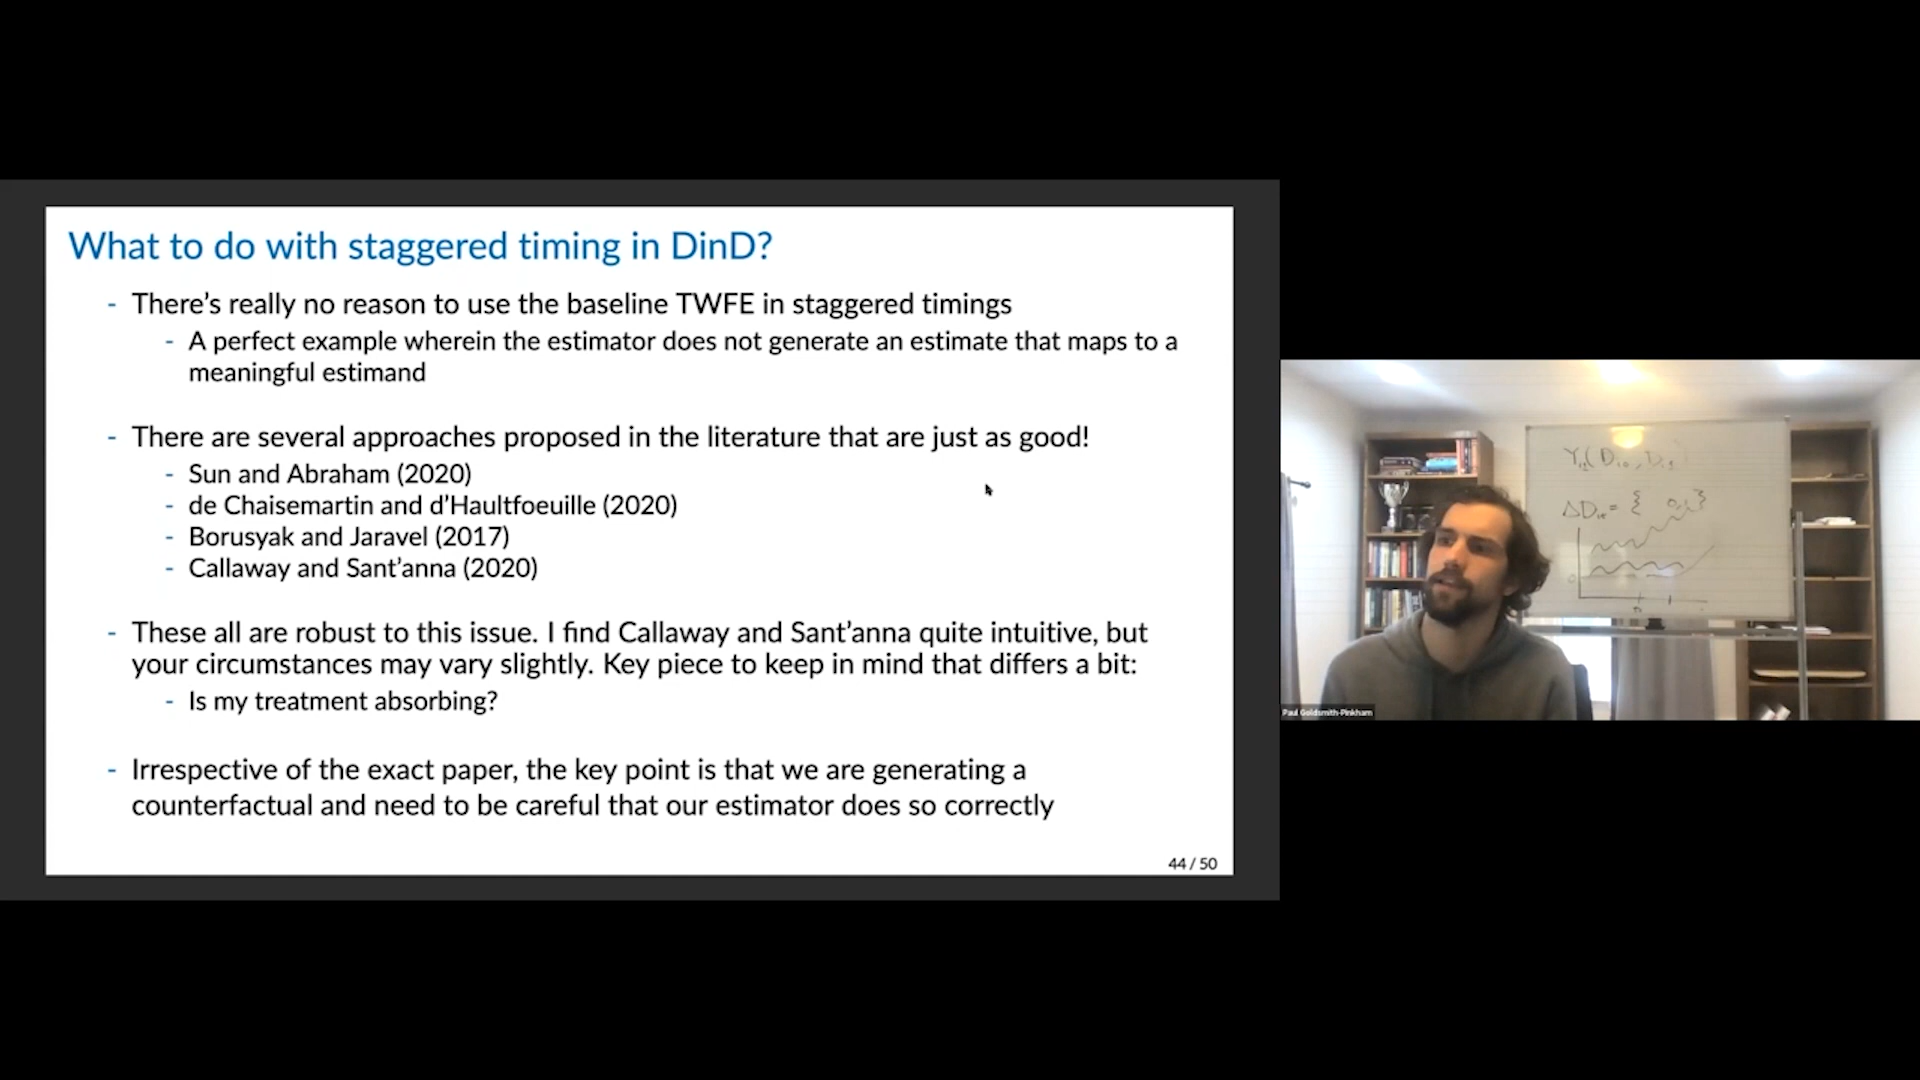 What to do with staggered timing in DinD?
- There's really no reason to use the baseline TWFE in staggered timings
- A perfect example wherein the estimator does not generate an estimate that maps to a
meaningful estimand
- There are several approaches proposed in the literature that are just as good!
- Sun and Abraham (2020)
- de Chaisemartin and d'Haultfoeuille (2020)
- Borusyak and Jaravel (2017)
- Callaway and Sant'anna (2020)
- These all are robust to this issue. I find Callaway and Sant'anna quite intuitive, but
your circumstances may vary slightly. Key piece to keep in mind that differs a bit:
- Is my treatment absorbing?
- Irrespective of the exact paper, the key point is that we are generating a
counterfactual and need to be careful that our estimator does so correctly
44 / 50
Paul Goldsmith-Pinkham